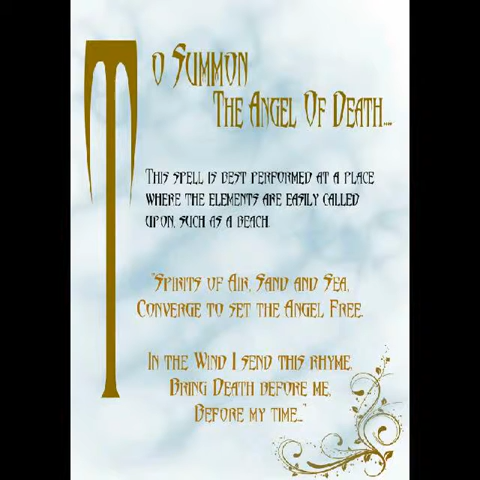 To Summon
The Angel Of Death....
This spell is best performed at a place
where the elements are easily called
upon, such as a beach.
"Spirits of Air, Sand and Sea,
Converge to set the Angel Free.
In the Wind I send this rhyme,
Bring Death before me,
Before my time..."